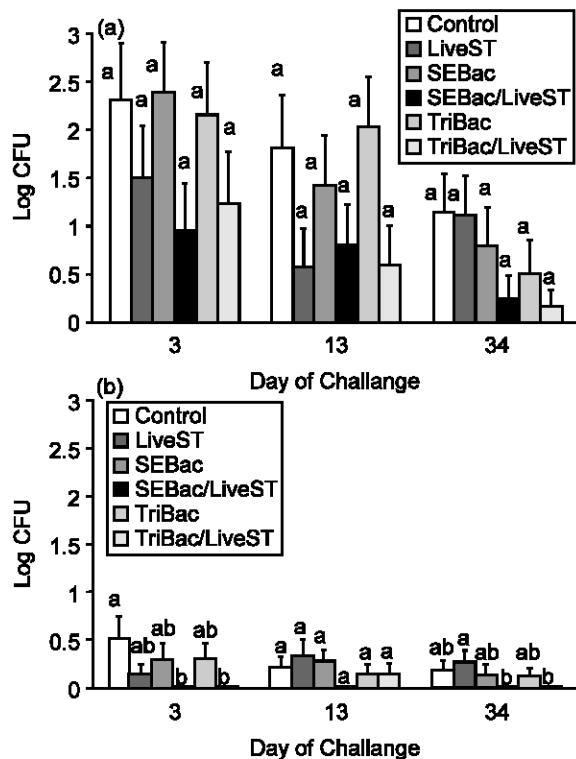 (a)
Control
LiveST
SEBac
SEBac/LiveST
TriBac
TriBac/LiveST
3
2.5
2
1.5
1
0.5
0
Log CFU
a a a a a a
a a a a a a
a a a a a a
3 13 34
Day of Challange
(b)
Control
LiveST
SEBac
SEBac/LiveST
TriBac
TriBac/LiveST
3
2.5
2
1.5
1
0.5
0
Log CFU
a ab ab b ab b
a a a a a a
ab a ab b ab b
3 13 34
Day of Challange